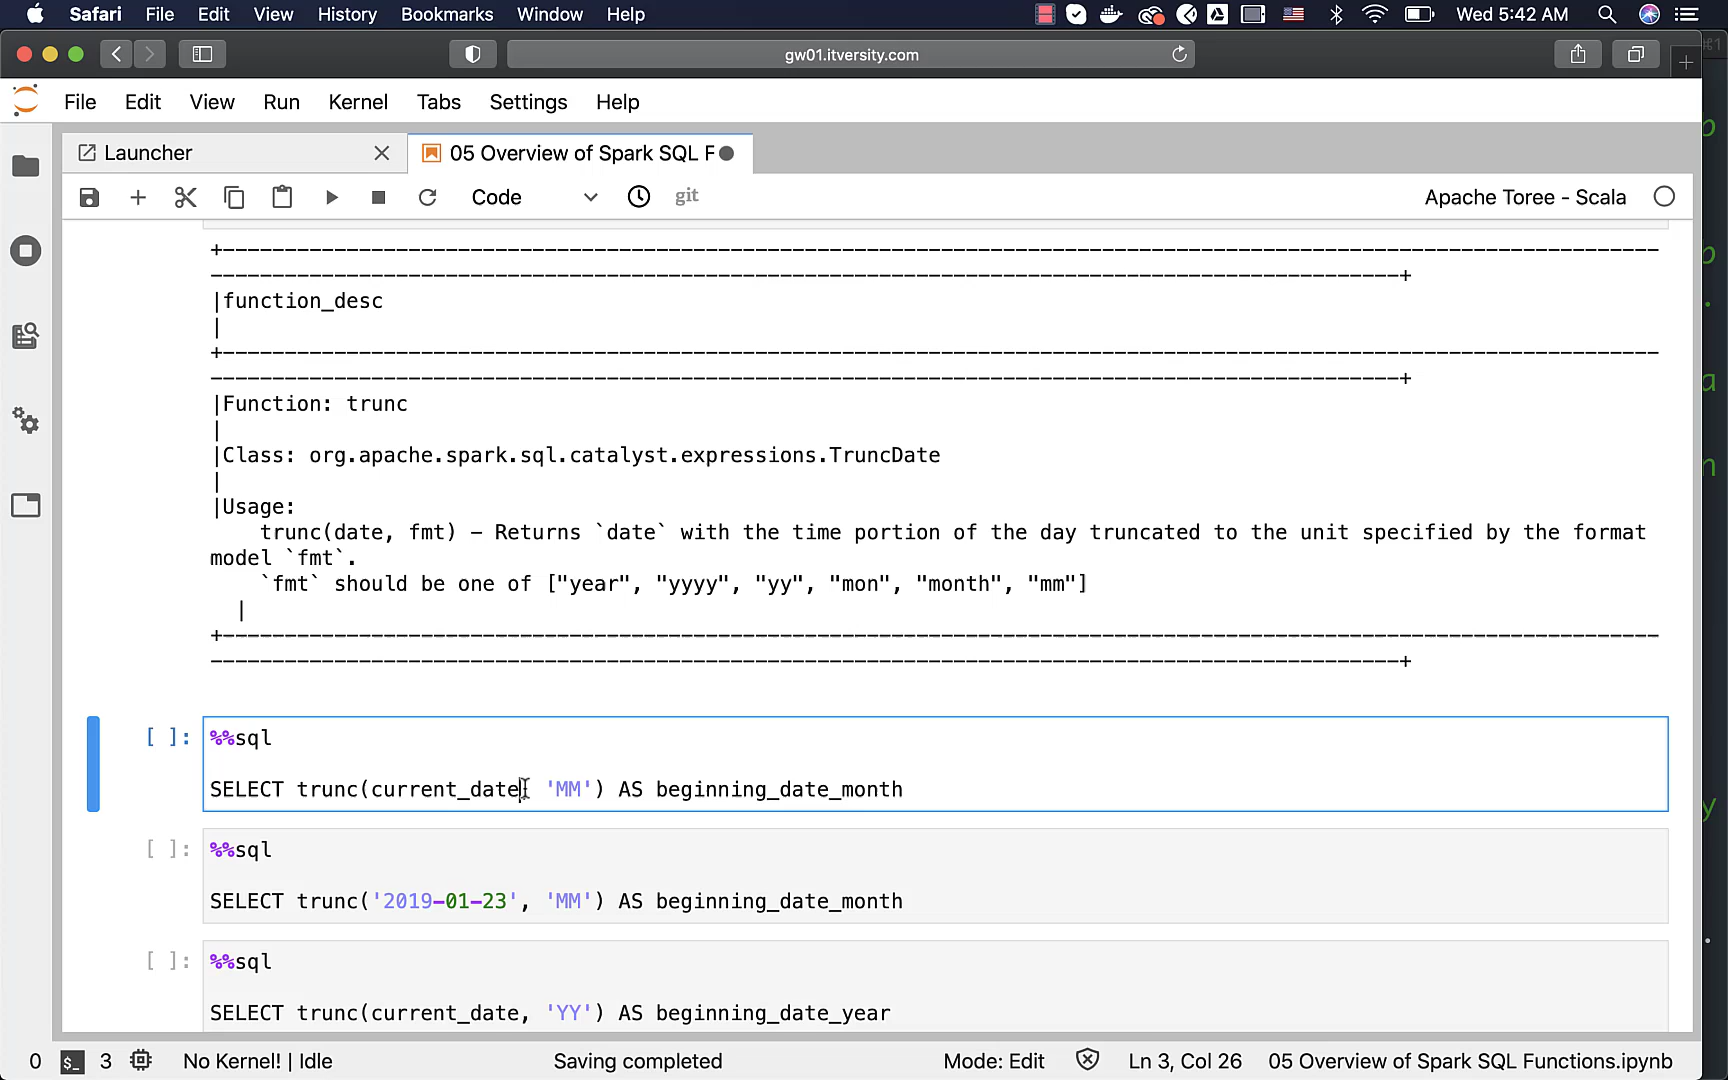 Safari File Edit View History Bookmarks Window Help Wed 5:42 AM
gw01.itversity.com
File Edit View Run Kernel Tabs Settings Help
Launcher
05 Overview of Spark SQL F
Code
git
Apache Toree - Scala
+--------------------------------------------------------------------------------------------------------------------
------------------------------------------------------------------------------------------------+
|function_desc
|
+--------------------------------------------------------------------------------------------------------------------
------------------------------------------------------------------------------------------------+
|Function: trunc
|
|Class: org.apache.spark.sql.catalyst.expressions.TruncDate
|
|Usage:
trunc(date, fmt) - Returns `date` with the time portion of the day truncated to the unit specified by the format
model `fmt`.
`fmt` should be one of ["year", "yyyy", "yy", "mon", "month", "mm"]
|
+--------------------------------------------------------------------------------------------------------------------
------------------------------------------------------------------------------------------------+
[ ]: %%sql
SELECT trunc(current_date, 'MM') AS beginning_date_month
[ ]: %%sql
SELECT trunc('2019-01-23', 'MM') AS beginning_date_month
[ ]: %%sql
SELECT trunc(current_date, 'YY') AS beginning_date_year
0 $_ 3 No Kernel! | Idle Saving completed Mode: Edit Ln 3, Col 26 05 Overview of Spark SQL Functions.ipynb